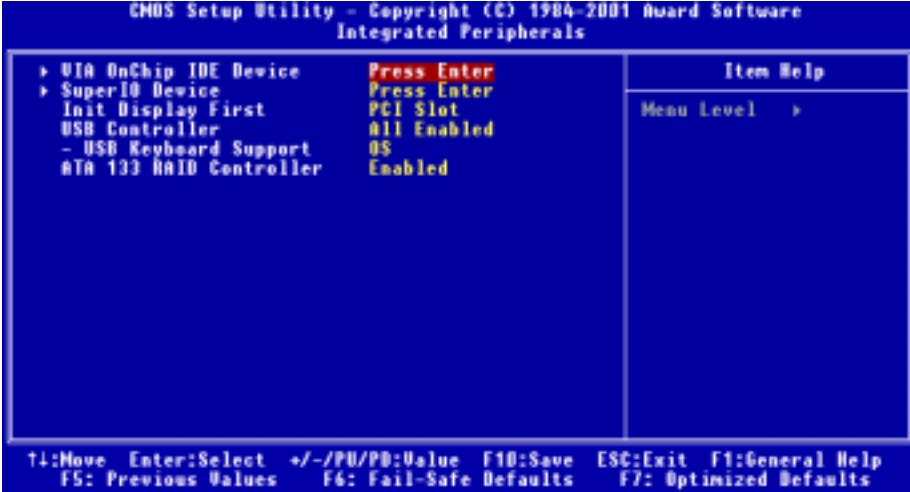 CMOS Setup Utility - Copyright (C) 1984-2001 Award Software
Integrated Peripherals
▸ VIA OnChip IDE Device Press Enter
▸ SuperIO Device Press Enter
Init Display First PCI Slot
USB Controller All Enabled
- USB Keyboard Support OS
ATA 133 RAID Controller Enabled
Item Help
Menu Level ▸
↑↓:Move Enter:Select +/-/PU/PD:Value F10:Save ESC:Exit F1:General Help
F5: Previous Values F6: Fail-Safe Defaults F7: Optimized Defaults